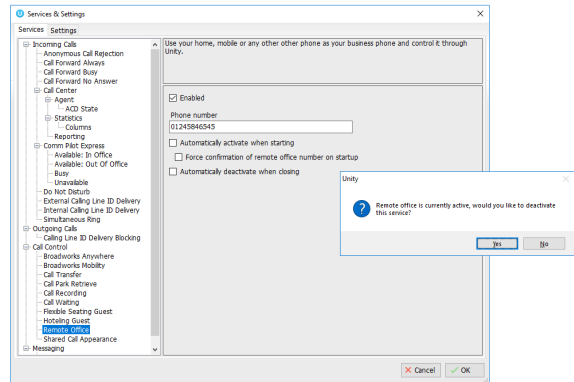 Services & Settings
Services Settings
Incoming Calls
Anonymous Call Rejection
Call Forward Always
Call Forward Busy
Call Forward No Answer
Call Center
Agent
ACD State
Statistics
Columns
Reporting
Comm Pilot Express
Available: In Office
Available: Out Of Office
Busy
Unavailable
Do Not Disturb
External Calling Line ID Delivery
Internal Calling Line ID Delivery
Simultaneous Ring
Outgoing Calls
Calling Line ID Delivery Blocking
Call Control
Broadworks Anywhere
Broadworks Mobility
Call Transfer
Call Park Retrieve
Call Recording
Call Waiting
Flexible Seating Guest
Hoteling Guest
Remote Office
Shared Call Appearance
Messaging
Use your home, mobile or any other other phone as your business phone and control it through
Unity.
Enabled
Phone number
01245846545
Automatically activate when starting
Force confirmation of remote office number on startup
Automatically deactivate when closing
Unity
Remote office is currently active, would you like to deactivate
this service?
Yes No
Cancel OK